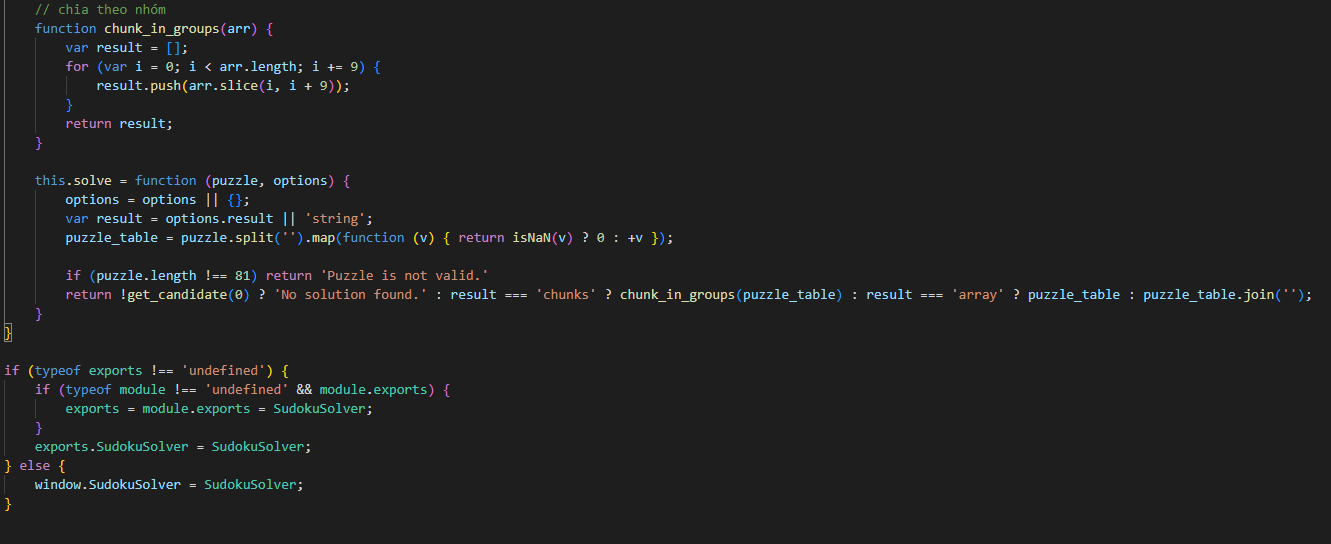 // chia theo nhóm
function chunk_in_groups(arr) {
var result = [];
for (var i = 0; i < arr.length; i += 9) {
result.push(arr.slice(i, i + 9));
}
return result;
}
this.solve = function (puzzle, options) {
options = options || {};
var result = options.result || 'string';
puzzle_table = puzzle.split('').map(function (v) { return isNaN(v) ? 0 : +v });
if (puzzle.length !== 81) return 'Puzzle is not valid.'
return !get_candidate(0) ? 'No solution found.' : result === 'chunks' ? chunk_in_groups(puzzle_table) : result === 'array' ? puzzle_table : puzzle_table.join('');
}
}
if (typeof exports !== 'undefined') {
if (typeof module !== 'undefined' && module.exports) {
exports = module.exports = SudokuSolver;
}
exports.SudokuSolver = SudokuSolver;
} else {
window.SudokuSolver = SudokuSolver;
}